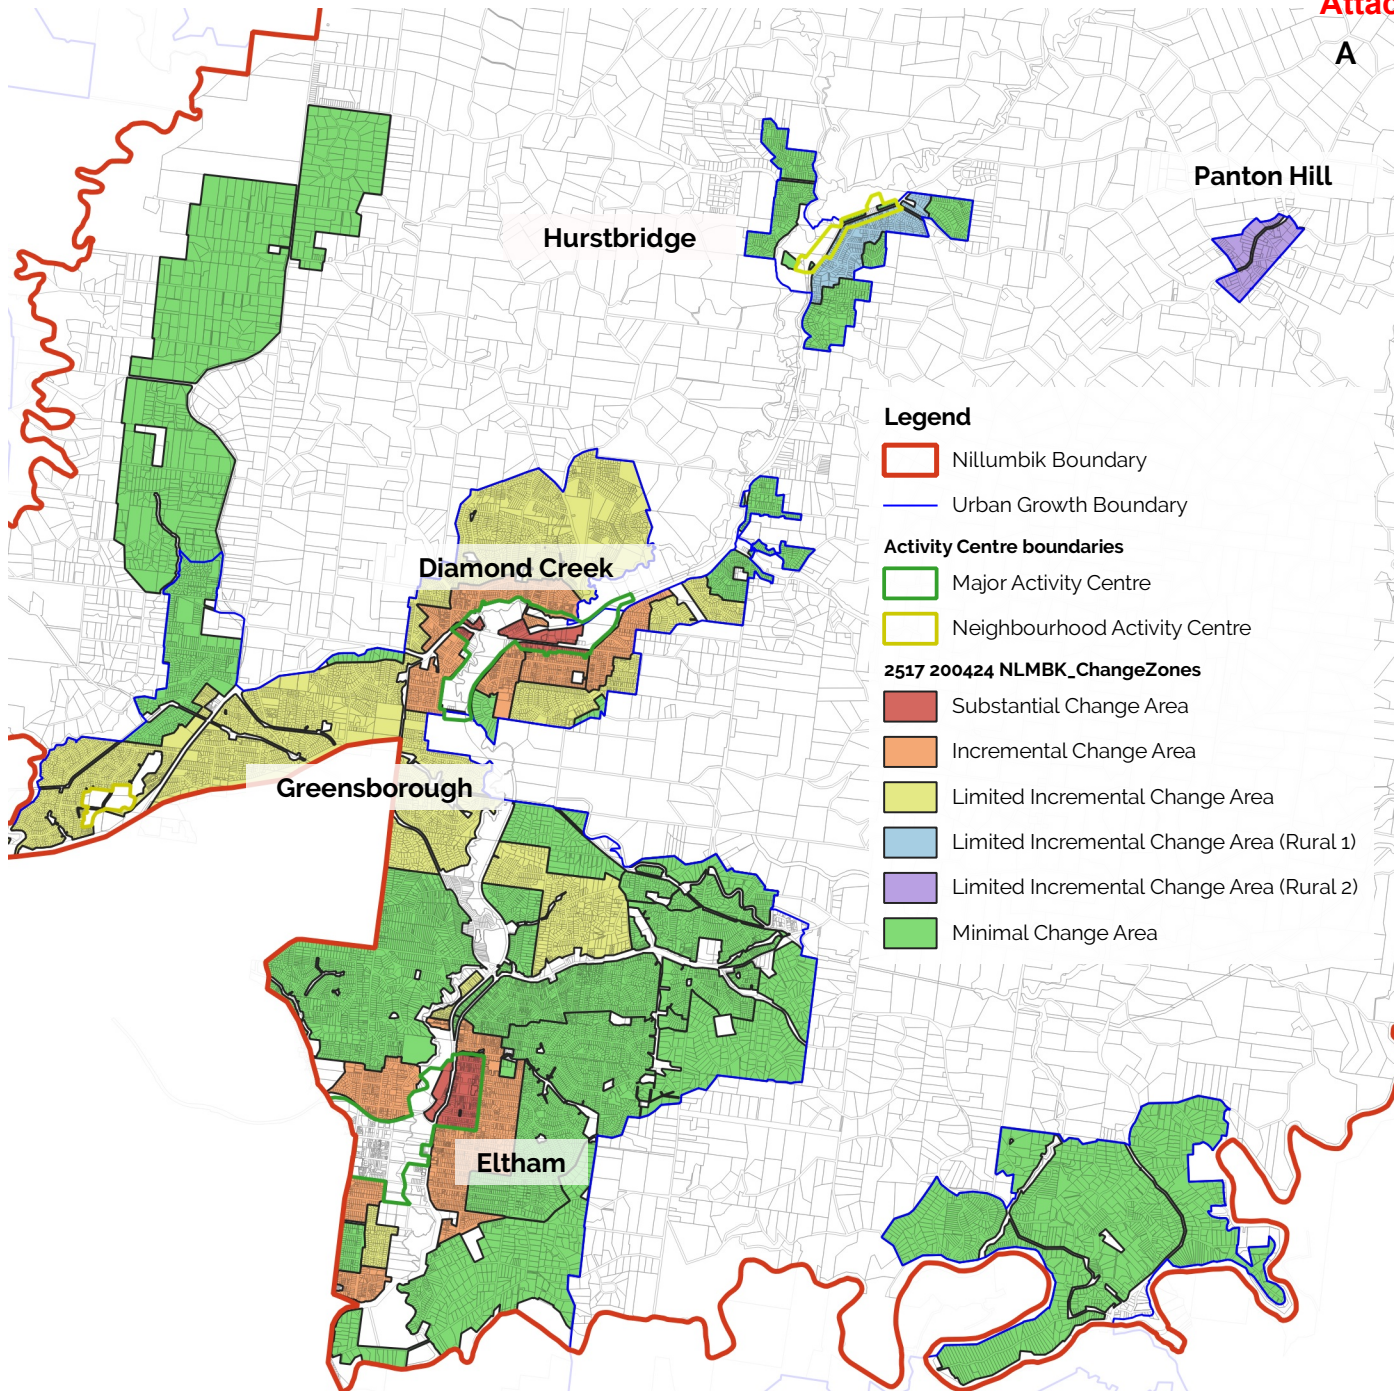 Attac
A
Panton Hill
Hurstbridge
Legend
Nillumbik Boundary
Urban Growth Boundary
Activity Centre boundaries
Major Activity Centre
Neighbourhood Activity Centre
2517 200424 NLMBK_ChangeZones
Substantial Change Area
Incremental Change Area
Limited Incremental Change Area
Limited Incremental Change Area (Rural 1)
Limited Incremental Change Area (Rural 2)
Minimal Change Area
Diamond Creek
Greensborough
Eltham